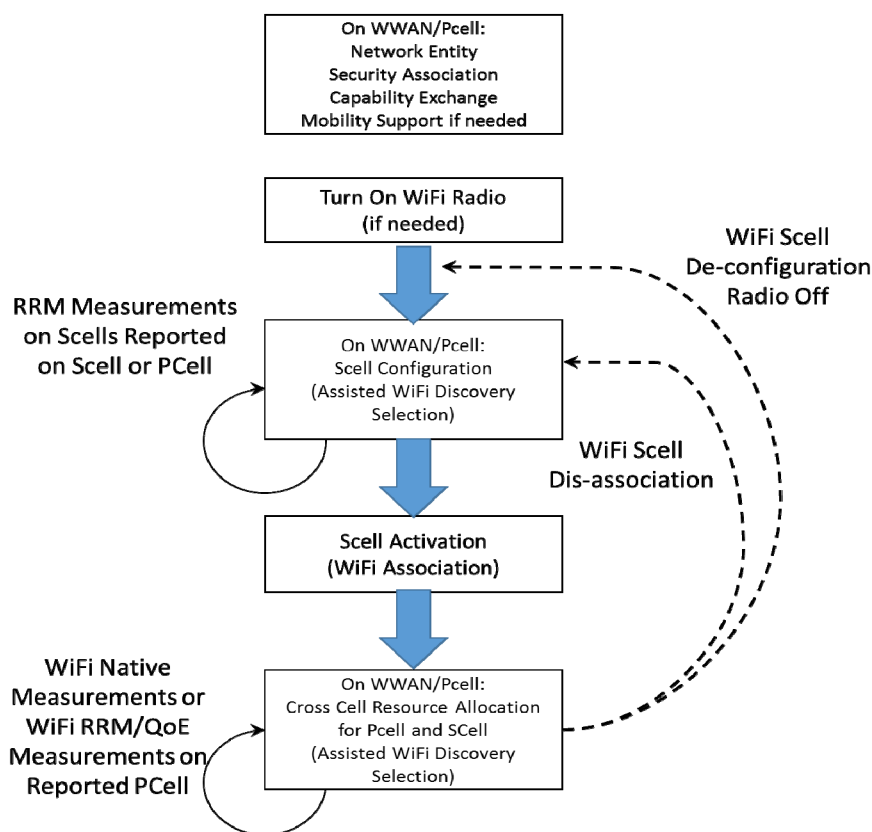 On WWAN/Pcell:
Network Entity
Security Association
Capability Exchange
Mobility Support if needed
Turn On WiFi Radio
(if needed)
WiFi Scell
De-configuration
Radio Off
RRM Measurements
on Scells Reported
on Scell or PCell
On WWAN/Pcell:
Scell Configuration
(Assisted WiFi Discovery
Selection)
WiFi Scell
Dis-association
Scell Activation
(WiFi Association)
WiFi Native
Measurements or
WiFi RRM/QoE
Measurements on
Reported PCell
On WWAN/Pcell:
Cross Cell Resource Allocation
for Pcell and SCell
(Assisted WiFi Discovery
Selection)